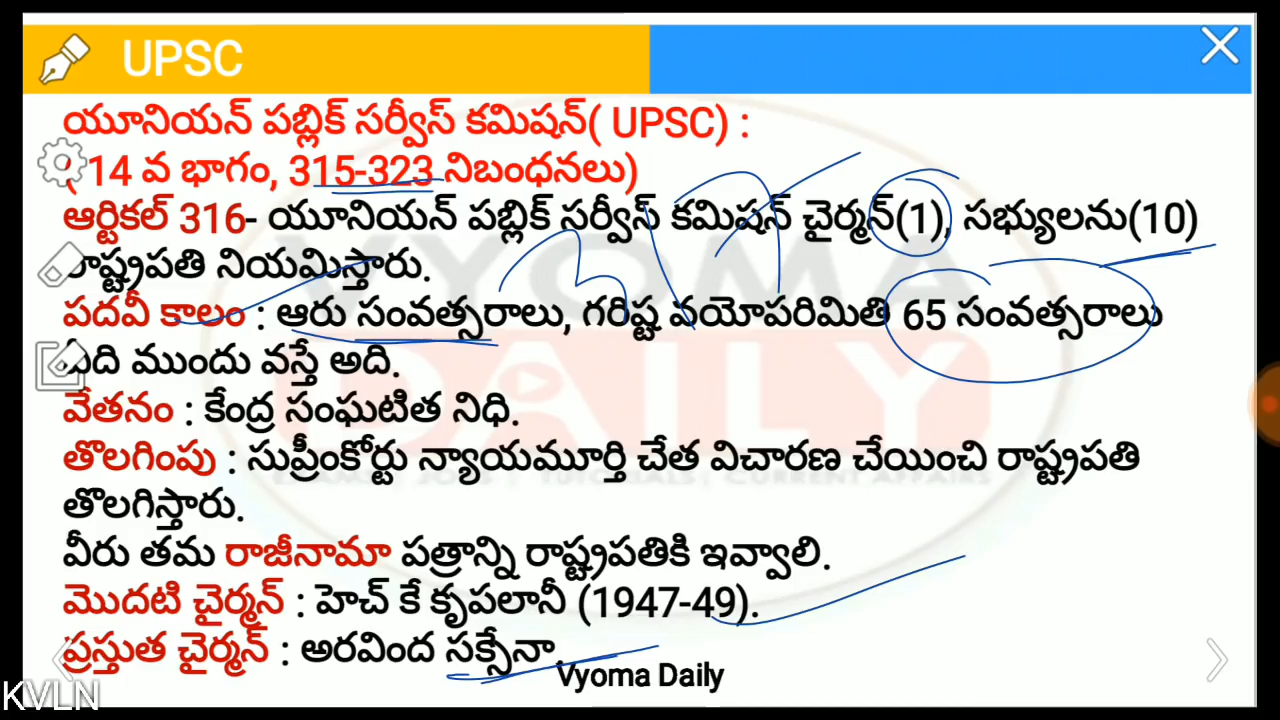 UPSC
యూనియన్ పబ్లిక్ సర్వీస్ కమిషన్( UPSC) :
( 14 వ భాగం, 315-323 నిబంధనలు)
ఆర్టికల్ 316- యూనియన్ పబ్లిక్ సర్వీస్ కమిషన్ చైర్మన్(1), సభ్యులను(10)
రాష్ట్రపతి నియమిస్తారు.
పదవీ కాలం : ఆరు సంవత్సరాలు, గరిష్ట వయోపరిమితి 65 సంవత్సరాలు
ఏది ముందు వస్తే అది.
వేతనం : కేంద్ర సంఘటిత నిధి.
తొలగింపు : సుప్రీంకోర్టు న్యాయమూర్తి చేత విచారణ చేయించి రాష్ట్రపతి
తొలగిస్తారు.
వీరు తమ రాజీనామా పత్రాన్ని రాష్ట్రపతికి ఇవ్వాలి.
మొదటి చైర్మన్ : హెచ్ కే కృపలానీ (1947-49).
ప్రస్తుత చైర్మన్ : అరవింద సక్సేనా
Vyoma Daily
KVLN
VYOMA
DAILY